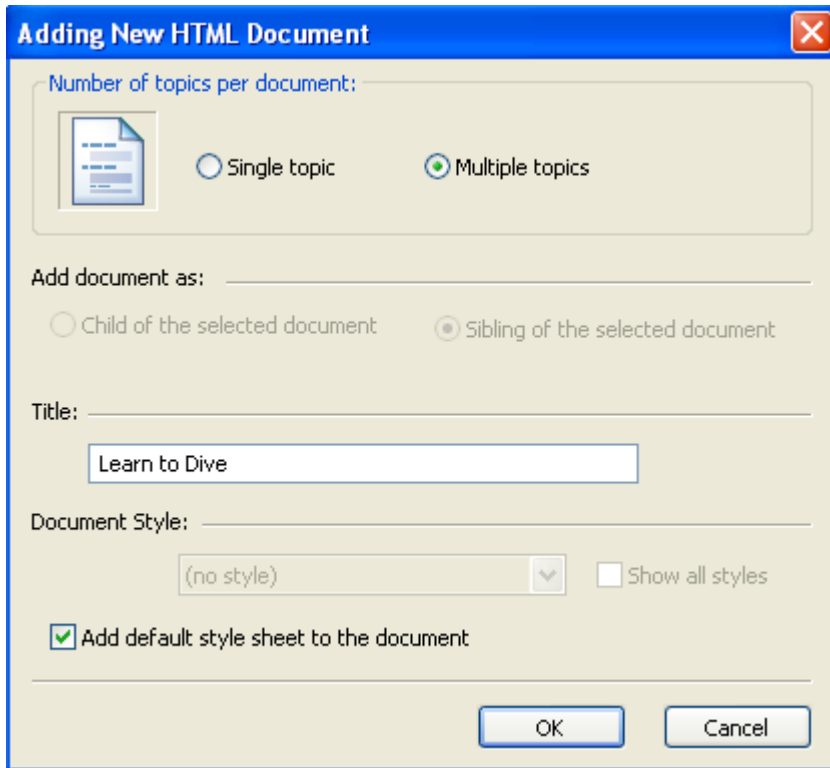 Adding New HTML Document
Number of topics per document:
Single topic Multiple topics
Add document as:
Child of the selected document Sibling of the selected document
Title:
Learn to Dive
Document Style:
(no style) Show all styles
Add default style sheet to the document
OK Cancel